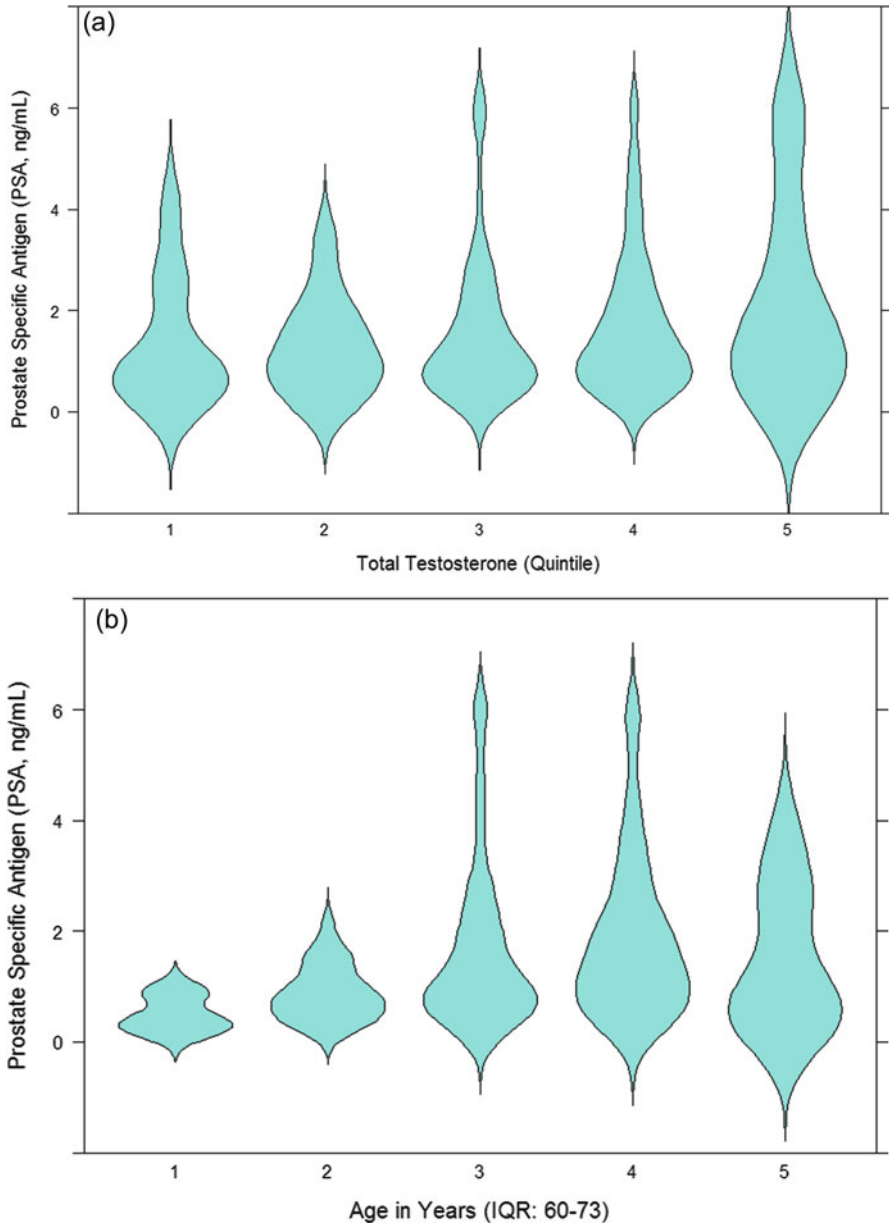 (a)
Prostate Specific Antigen (PSA, ng/mL)
6
4
2
0
1 2 3 4 5
Total Testosterone (Quintile)
(b)
Prostate Specific Antigen (PSA, ng/mL)
6
4
2
0
1 2 3 4 5
Age in Years (IQR: 60-73)